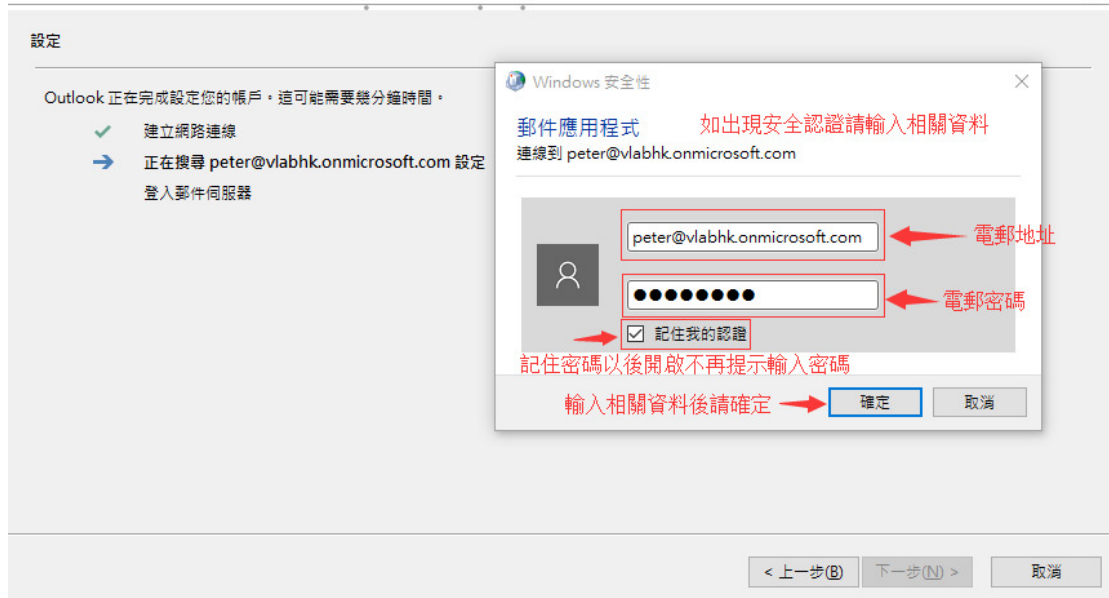 設定
Outlook 正在完成設定您的帳戶。這可能需要幾分鐘時間。
建立網路連線
正在搜尋 peter@vlabhk.onmicrosoft.com 設定
登入郵件伺服器
Windows 安全性
郵件應用程式
如出現安全認證請輸入相關資料
連線到 peter@vlabhk.onmicrosoft.com
peter@vlabhk.onmicrosoft.com
電郵地址
●●●●●●●●
電郵密碼
記住我的認證
記住密碼以後開啟不再提示輸入密碼
輸入相關資料後請確定
確定
取消
< 上一步(B)
下一步(N) >
取消